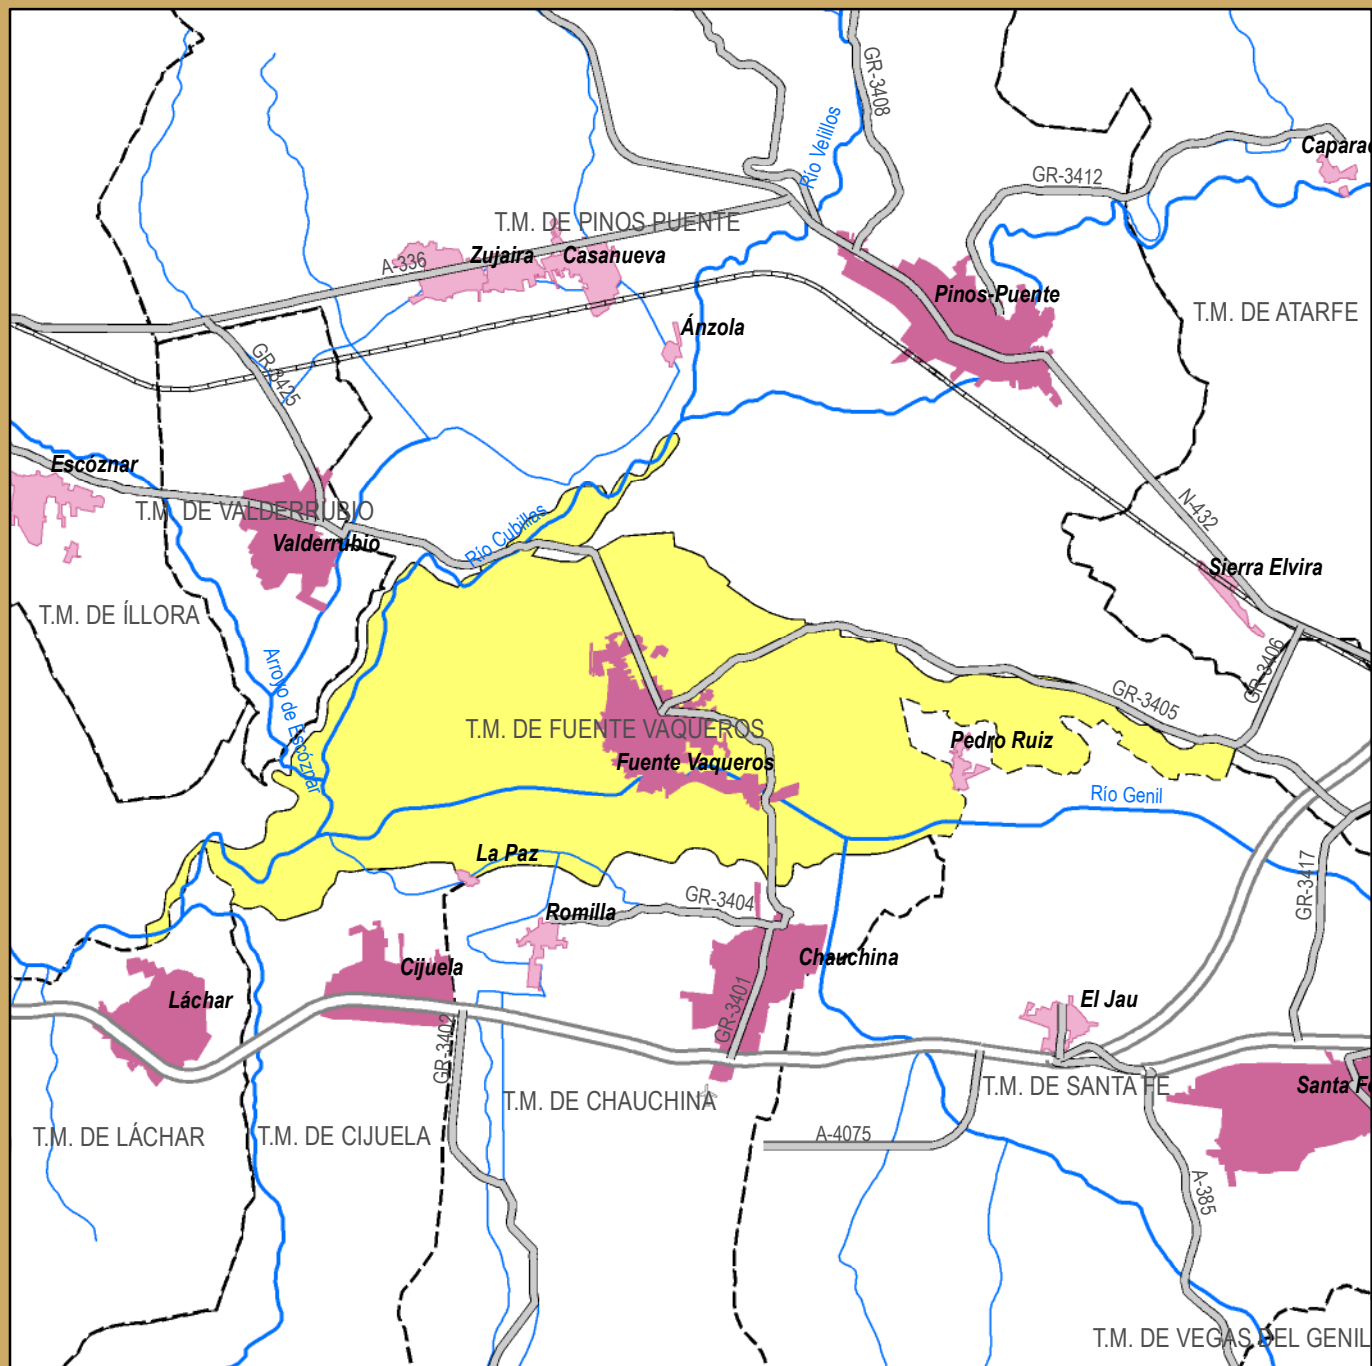 GR-3408
Río Velillos
Caparac
GR-3412
T.M. DE PINOS PUENTE
A-336
Zujaira
Casanueva
Pinos-Puente
T.M. DE ATARFE
Ánzola
GR-3425
Escóznar
T.M. DE VALDERRUBIO
N-432
Río Cubillas
Valderrubio
Sierra Elvira
T.M. DE ÍLLORA
GR-3406
Arroyo de Escóznar
GR-3405
T.M. DE FUENTE VAQUEROS
Pedro Ruiz
Fuente Vaqueros
Río Genil
La Paz
GR-3417
GR-3404
Romilla
Chauchina
Cijuela
Láchar
El Jau
GR-3401
GR-3402
T.M. DE SANTA FE
Santa Fe
T.M. DE CHAUCHINA
T.M. DE LÁCHAR
T.M. DE CIJUELA
A-4075
A-385
T.M. DE VEGAS DEL GENIL